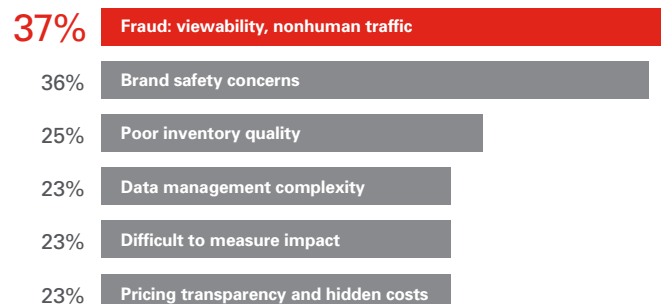 37% Fraud: viewability, nonhuman traffic
36% Brand safety concerns
25% Poor inventory quality
23% Data management complexity
23% Difficult to measure impact
23% Pricing transparency and hidden costs